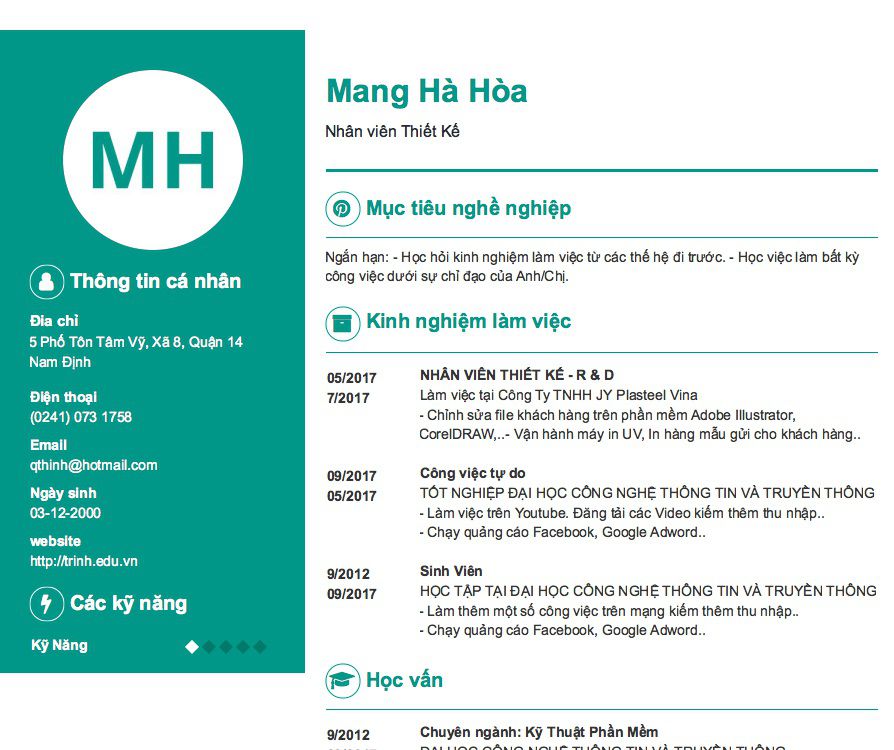 MH
Thông tin cá nhân
Địa chỉ
5 Phố Tôn Tâm Vỹ, Xã 8, Quận 14
Nam Định
Điện thoại
(0241) 073 1758
Email
qthinh@hotmail.com
Ngày sinh
03-12-2000
website
http://trinh.edu.vn
Các kỹ năng
Kỹ Năng
Mang Hà Hòa
Nhân viên Thiết Kế
Mục tiêu nghề nghiệp
Ngắn hạn: - Học hỏi kinh nghiệm làm việc từ các thế hệ đi trước. - Học việc làm bất kỳ
công việc dưới sự chỉ đạo của Anh/Chị.
Kinh nghiệm làm việc
05/2017
7/2017
NHÂN VIÊN THIẾT KẾ - R & D
Làm việc tại Công Ty TNHH JY Plasteel Vina
- Chỉnh sửa file khách hàng trên phần mềm Adobe Illustrator,
CorelDRAW,..- Vận hành máy in UV, In hàng mẫu gửi cho khách hàng..
09/2017
05/2017
Công việc tự do
TỐT NGHIỆP ĐẠI HỌC CÔNG NGHỆ THÔNG TIN VÀ TRUYỀN THÔNG
- Làm việc trên Youtube. Đăng tải các Video kiếm thêm thu nhập..
- Chạy quảng cáo Facebook, Google Adword..
9/2012
09/2017
Sinh Viên
HỌC TẬP TẠI ĐẠI HỌC CÔNG NGHỆ THÔNG TIN VÀ TRUYỀN THÔNG
- Làm thêm một số công việc trên mạng kiếm thêm thu nhập..
- Chạy quảng cáo Facebook, Google Adword..
Học vấn
9/2012
Chuyên ngành: Kỹ Thuật Phần Mềm
ĐẠI HỌC CÔNG NGHỆ THÔNG TIN VÀ TRUYỀN THÔNG